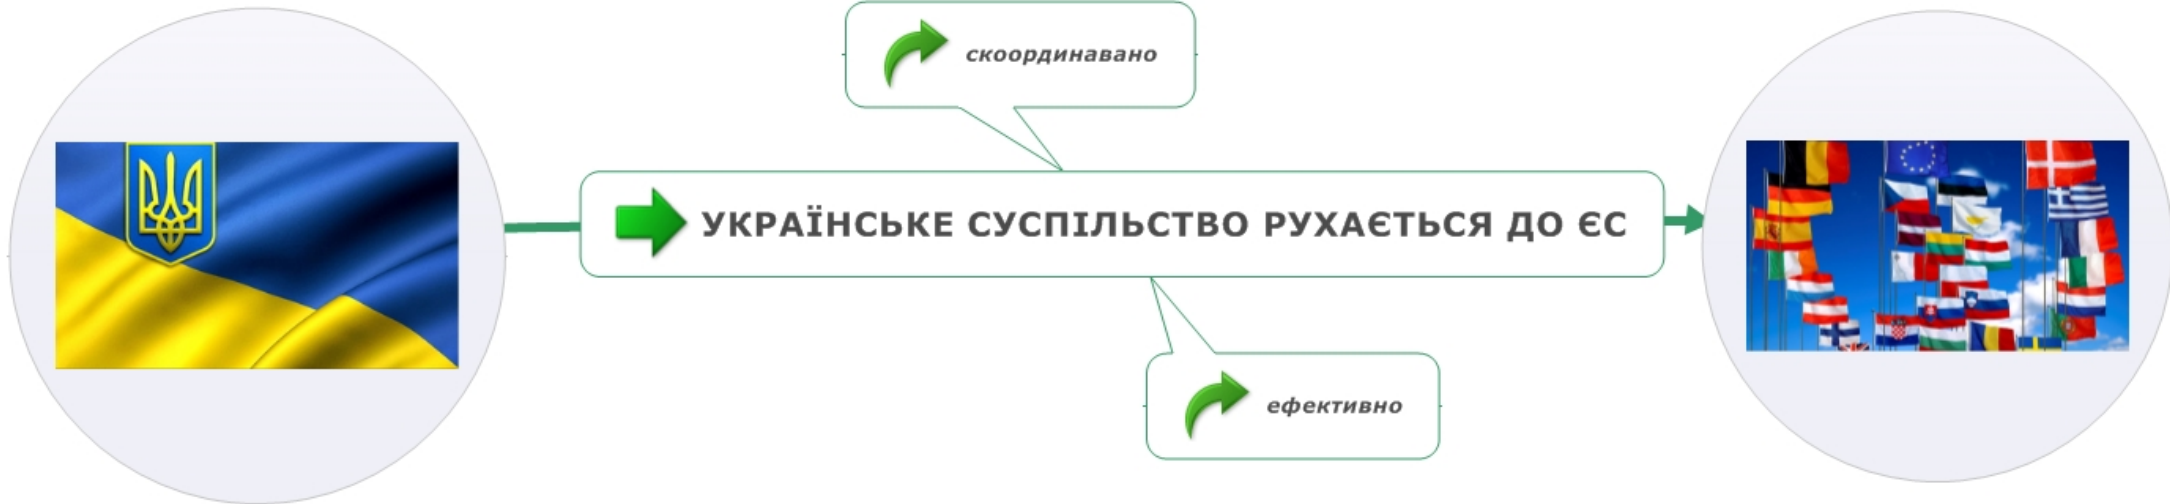 скоординавано
УКРАЇНСЬКЕ СУСПІЛЬСТВО РУХАЄТЬСЯ ДО ЄС
ефективно